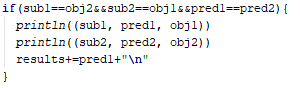 if(sub1==obj2&&sub2==obj1&&pred1==pred2){
println((sub1, pred1, obj1))
println((sub2, pred2, obj2))
results+=pred1+"\n"
}